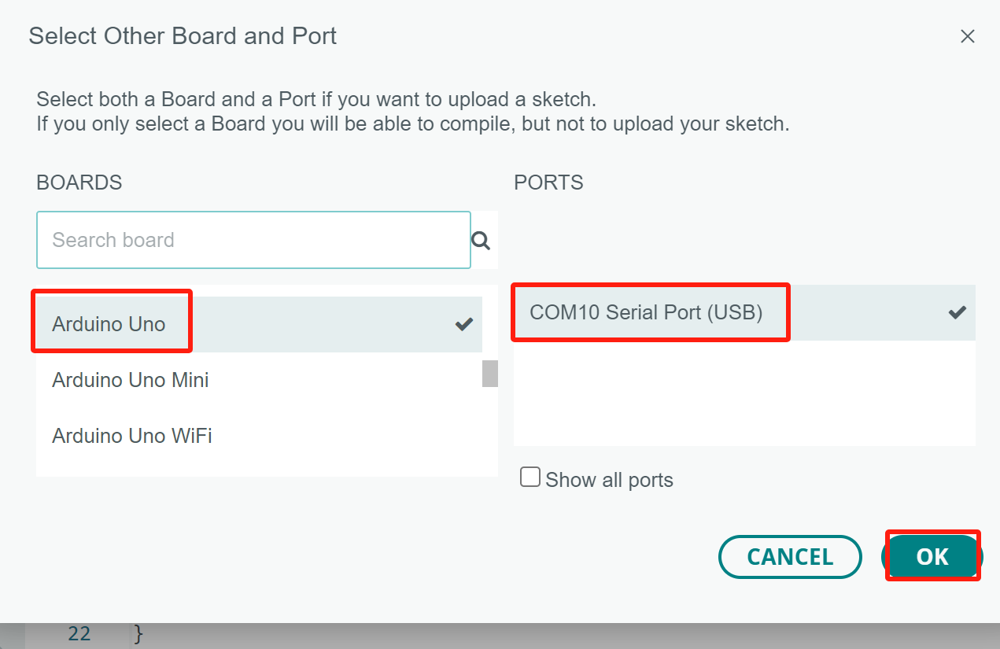 Select Other Board and Port
Select both a Board and a Port if you want to upload a sketch.
If you only select a Board you will be able to compile, but not to upload your sketch.
BOARDS
PORTS
Search board
Arduino Uno
Arduino Uno Mini
Arduino Uno WiFi
COM10 Serial Port (USB)
Show all ports
CANCEL
OK
22 }